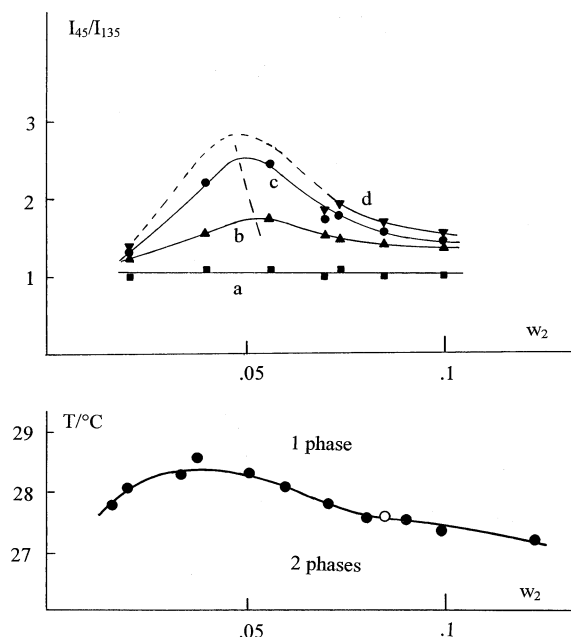 I45/I135
3
2
1
d
c
b
a
w2
.05
.1
T/°C
29
28
27
1 phase
2 phases
w2
.05
.1